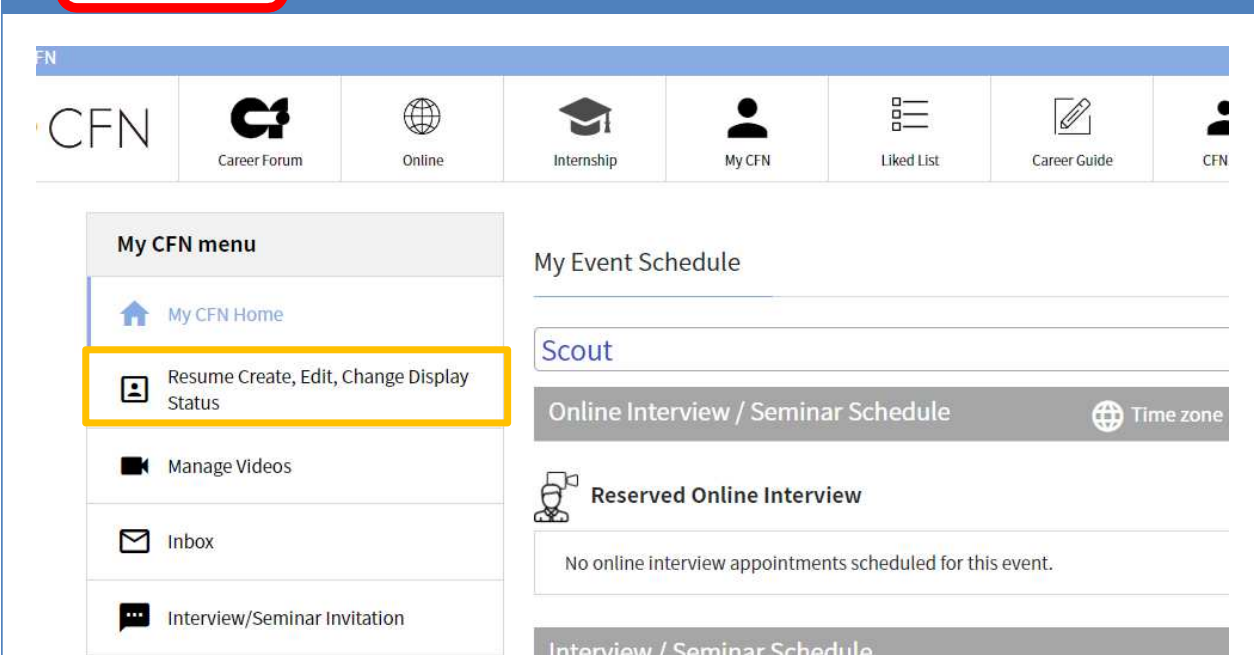 FN
CFN
Career Forum
Online
Internship
My CFN
Liked List
Career Guide
CFN
My CFN menu
My CFN Home
Resume Create, Edit, Change Display
Status
Manage Videos
Inbox
Interview/Seminar Invitation
My Event Schedule
Scout
Online Interview / Seminar Schedule
Time zone
Reserved Online Interview
No online interview appointments scheduled for this event.
Interview / Seminar Schedule